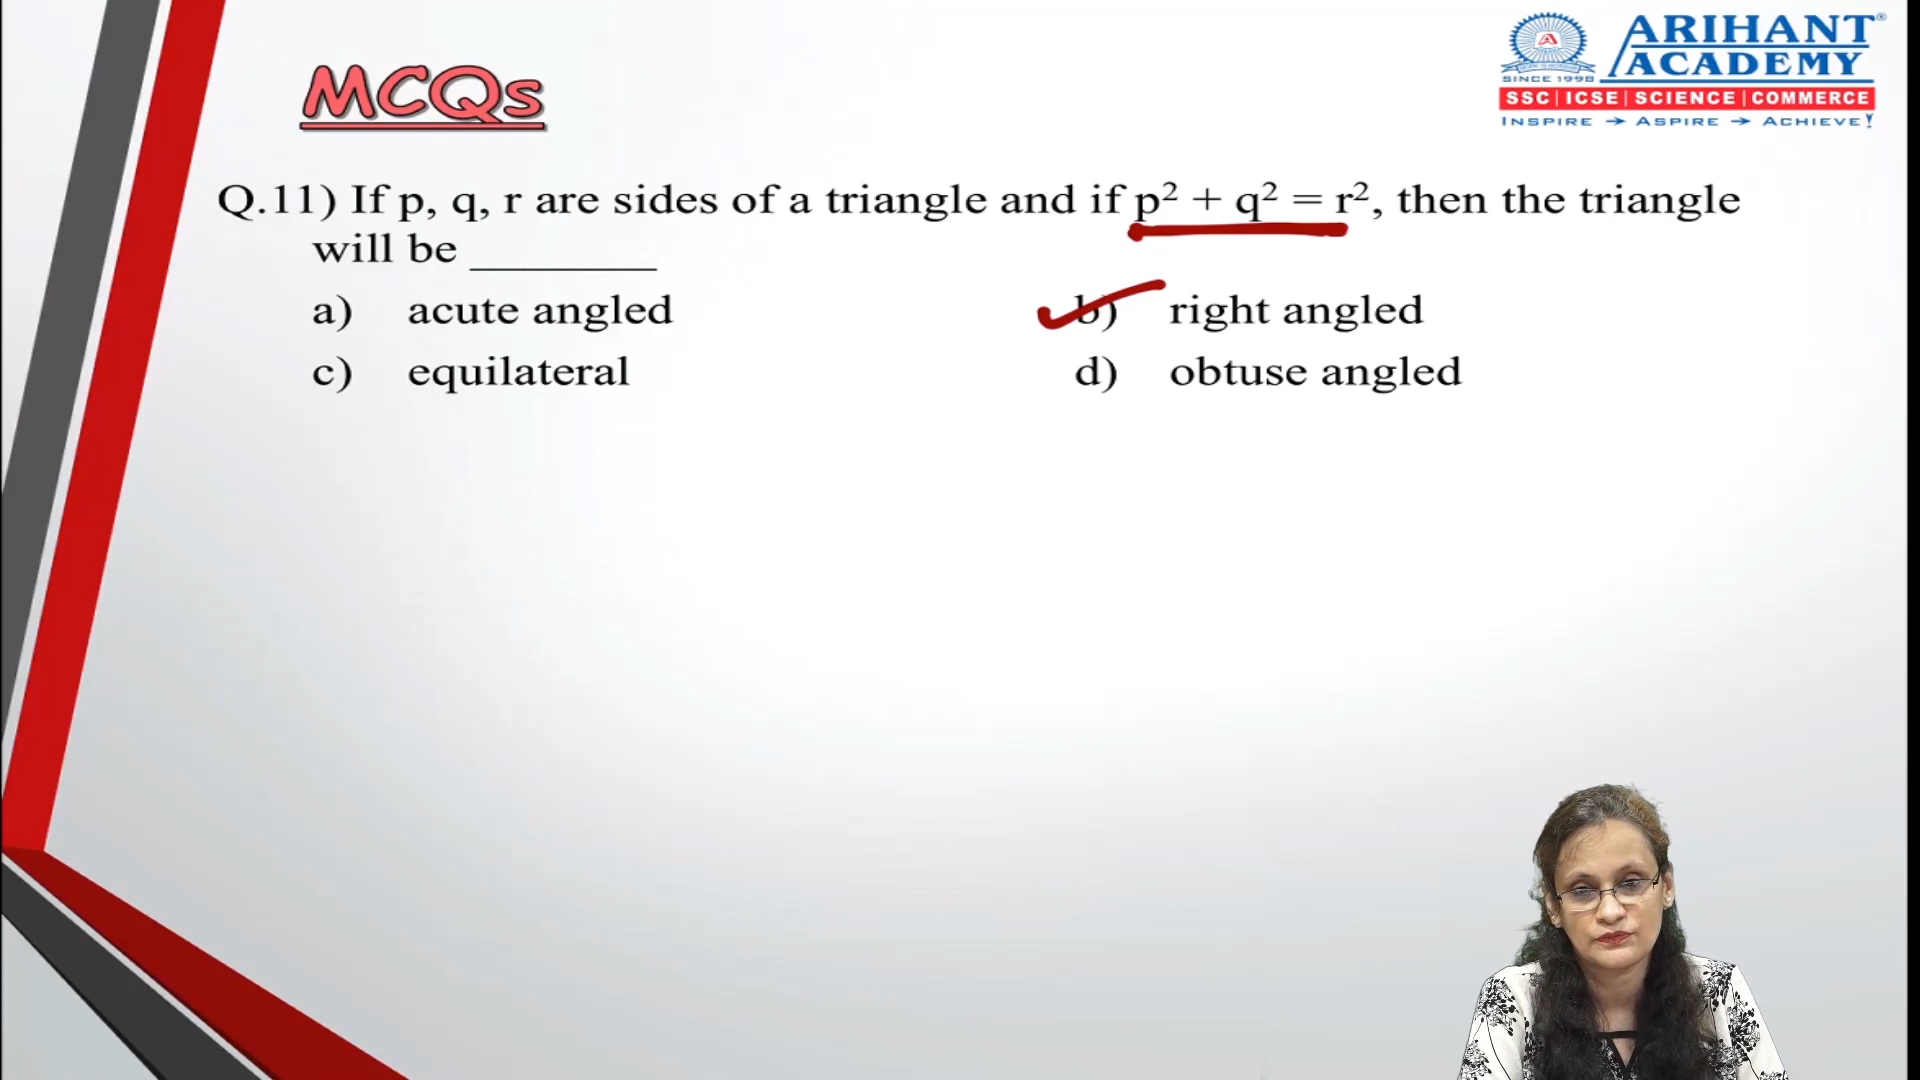 ARIHANT
ACADEMY
SINCE 1998
SSC | ICSE | SCIENCE | COMMERCE
INSPIRE → ASPIRE → ACHIEVE!
MCQs
Q.11) If p, q, r are sides of a triangle and if p² + q² = r², then the triangle
will be ________
a) acute angled b) right angled
c) equilateral d) obtuse angled